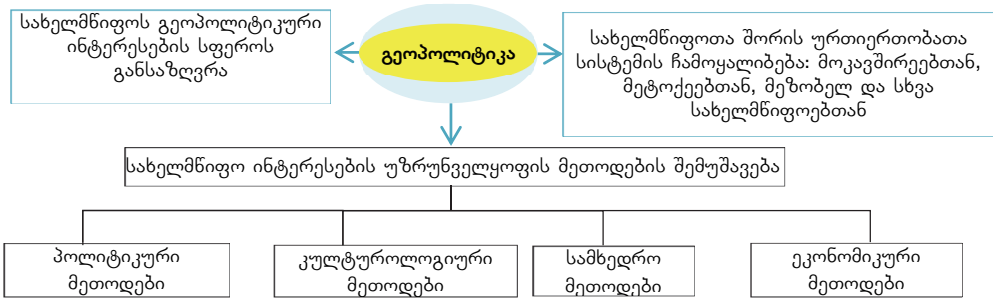 სახელმწიფოს გეოპოლიტიკური
ინტერესების სფეროს
განსაზღვრა
გეოპოლიტიკა
სახელმწიფოთა შორის ურთიერთობათა
სისტემის ჩამოყალიბება: მოკავშირეებთან,
მეტოქეებთან, მეზობელ და სხვა
სახელმწიფოებთან
სახელმწიფო ინტერესების უზრუნველყოფის მეთოდების შემუშავება
პოლიტიკური
მეთოდები
კულტუროლოგიური
მეთოდები
სამხედრო
მეთოდები
ეკონომიკური
მეთოდები